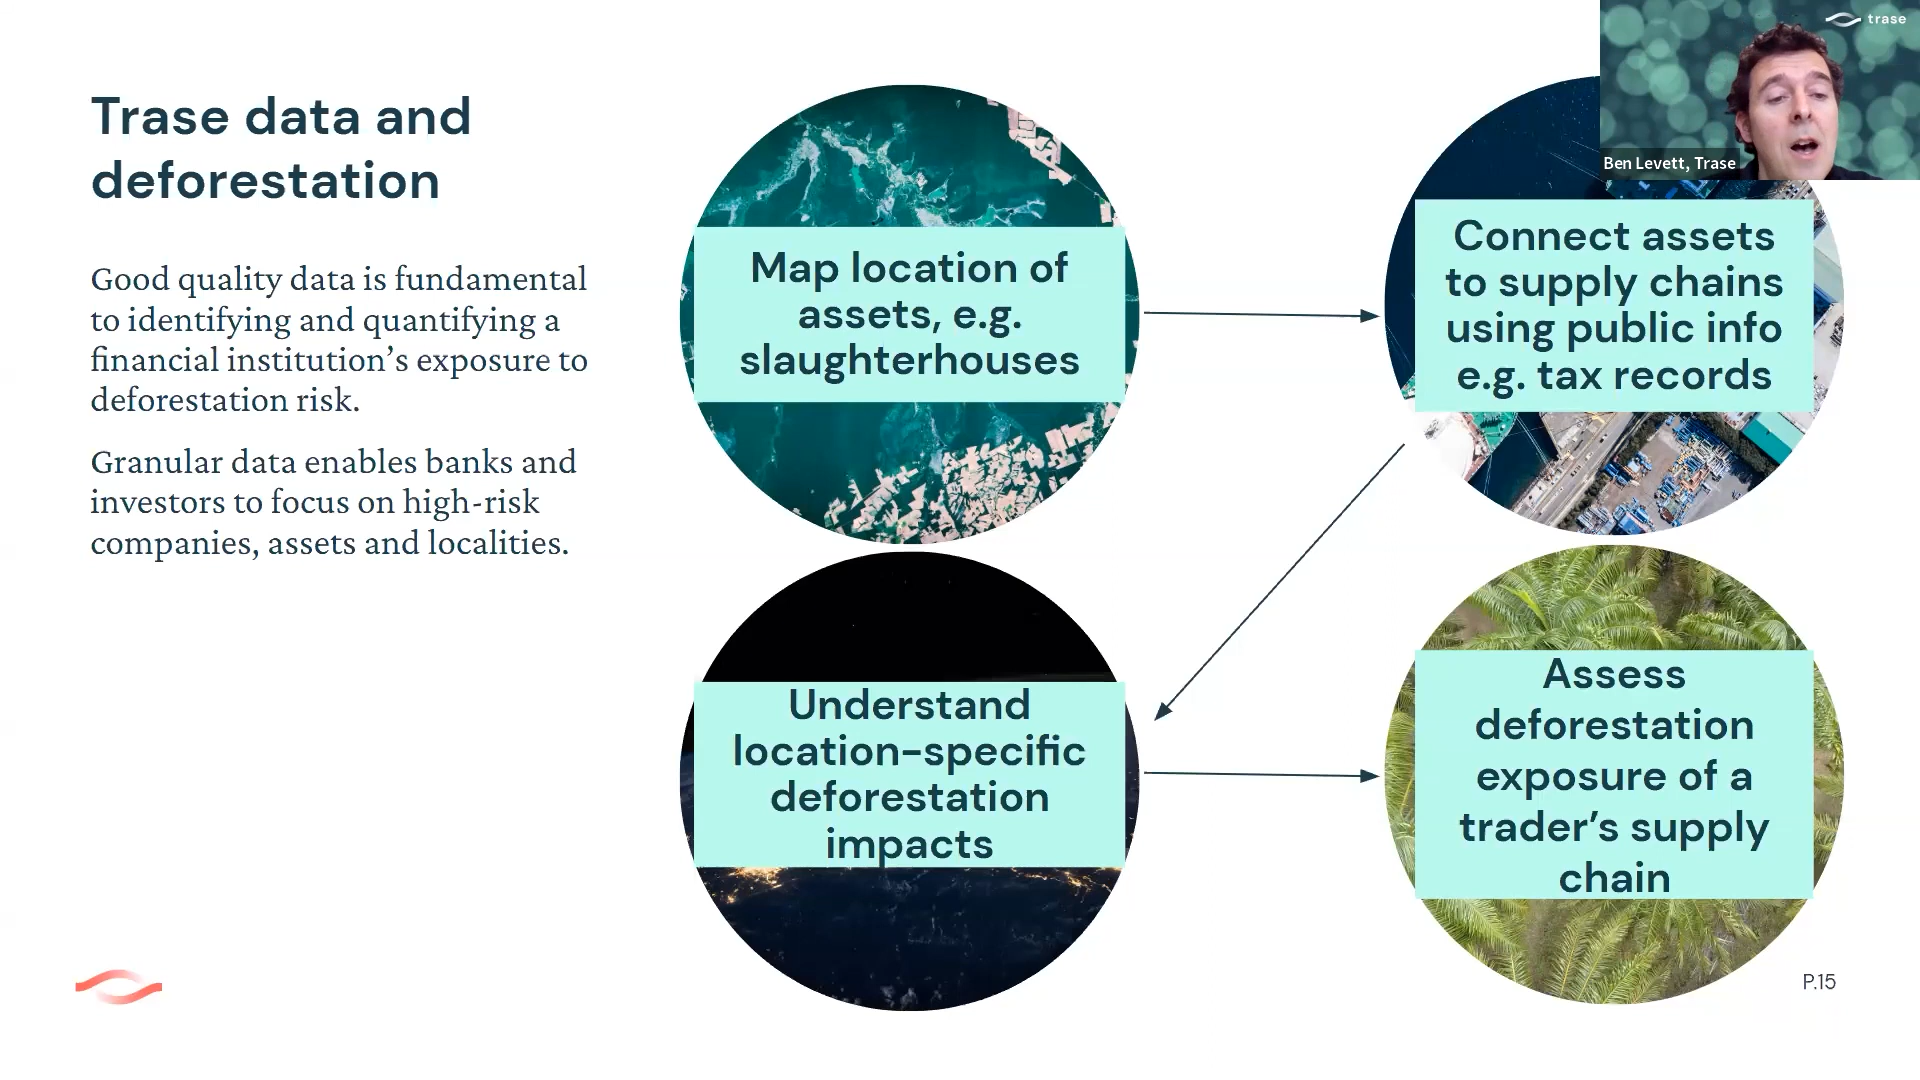 Trase data and
deforestation
Good quality data is fundamental
to identifying and quantifying a
financial institution’s exposure to
deforestation risk.
Granular data enables banks and
investors to focus on high-risk
companies, assets and localities.
Map location of
assets, e.g.
slaughterhouses
Connect assets
to supply chains
using public info
e.g. tax records
Understand
location-specific
deforestation
impacts
Assess
deforestation
exposure of a
trader’s supply
chain
trase
Ben Levett, Trase
P.15